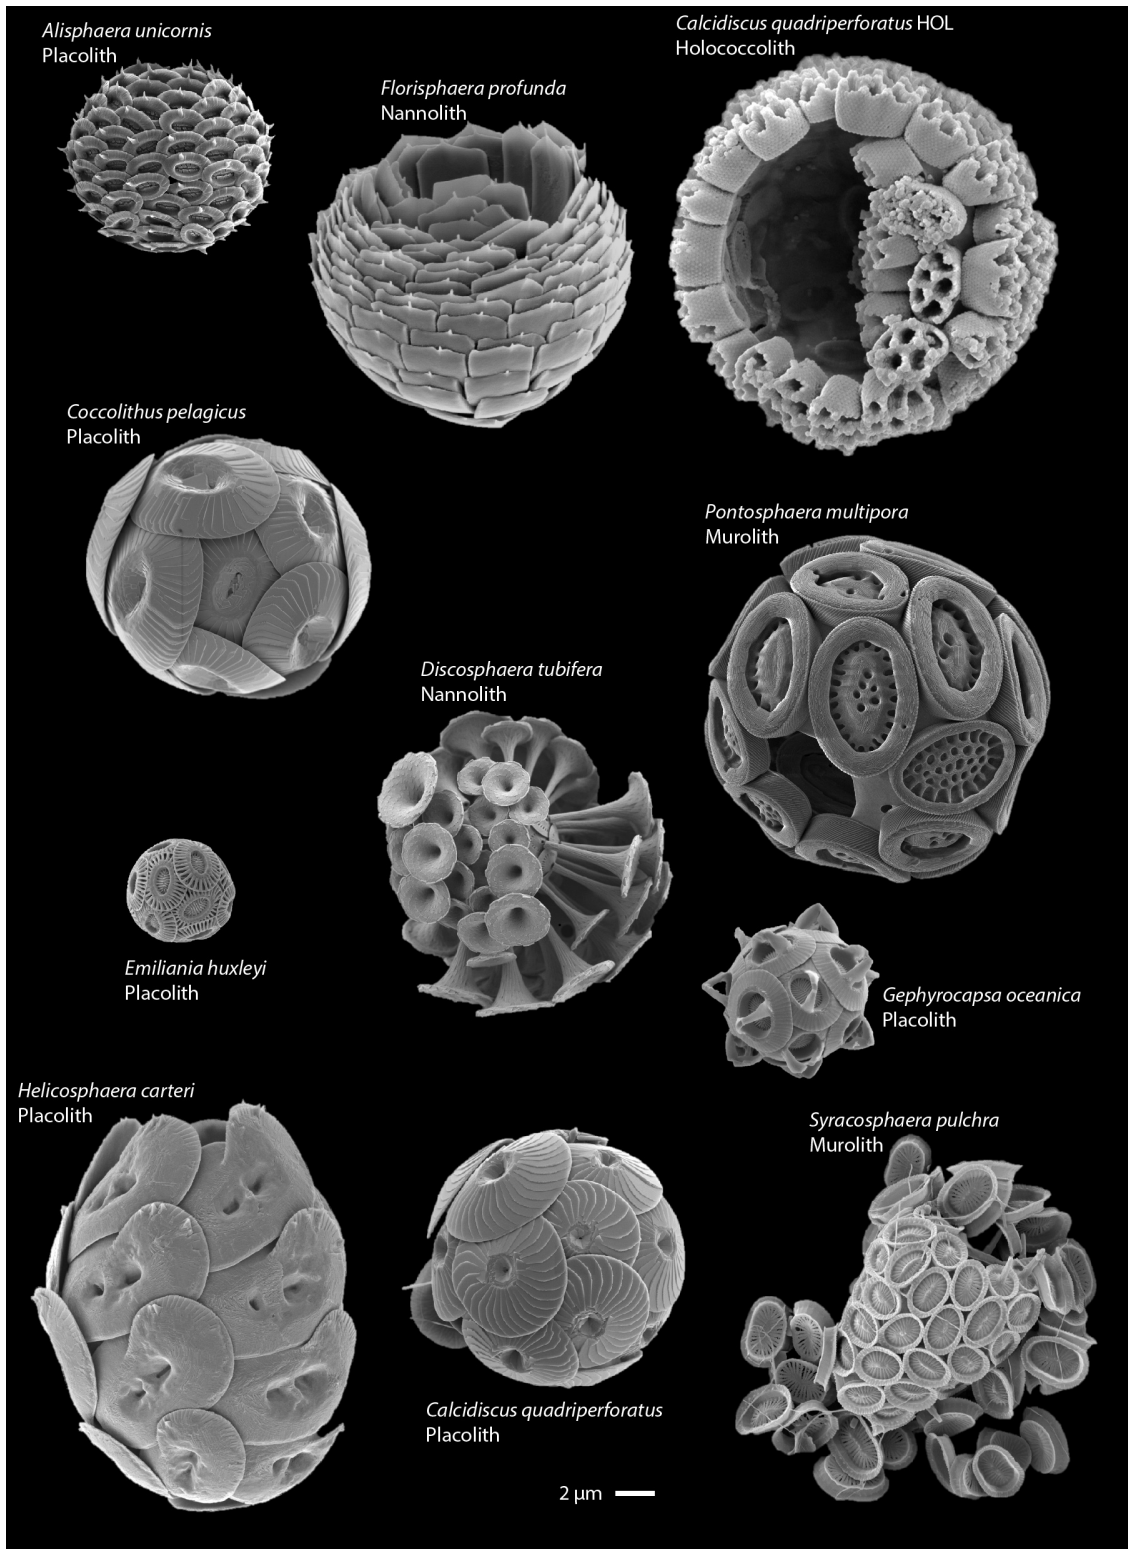 Alisphaera unicornis
Placolith
Calcidiscus quadriperforatus HOL
Holococcolith
Florisphaera profunda
Nannolith
Coccolithus pelagicus
Placolith
Pontosphaera multipora
Murolith
Discosphaera tubifera
Nannolith
Emiliania huxleyi
Placolith
Gephyrocapsa oceanica
Placolith
Helicosphaera carteri
Placolith
Syracosphaera pulchra
Murolith
Calcidiscus quadriperforatus
Placolith
2 µm